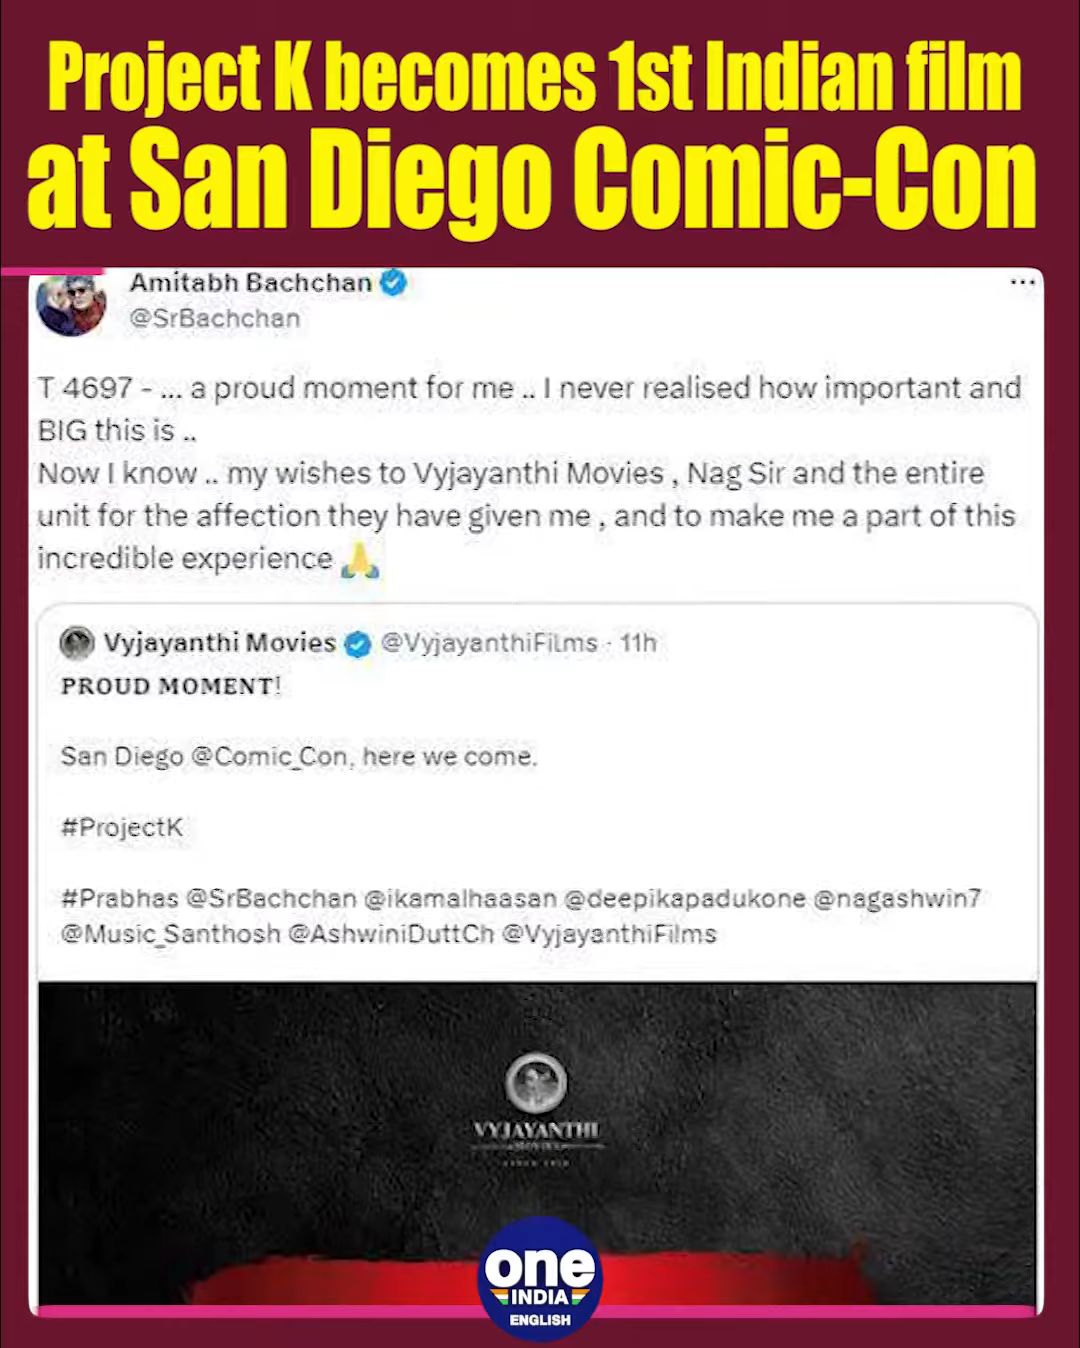 Project K becomes 1st Indian film
at San Diego Comic-Con
Amitabh Bachchan
@SrBachchan
T 4697 - ... a proud moment for me .. I never realised how important and
BIG this is ..
Now I know .. my wishes to Vyjayanthi Movies , Nag Sir and the entire
unit for the affection they have given me , and to make me a part of this
incredible experience 🙏
Vyjayanthi Movies @VyjayanthiFilms · 11h
PROUD MOMENT!
San Diego @Comic_Con, here we come.
#ProjectK
#Prabhas @SrBachchan @ikamalhaasan @deepikapadukone @nagashwin7
@Music_Santhosh @AshwiniDuttCh @VyjayanthiFilms
VYJAYANTHI
one
INDIA
ENGLISH